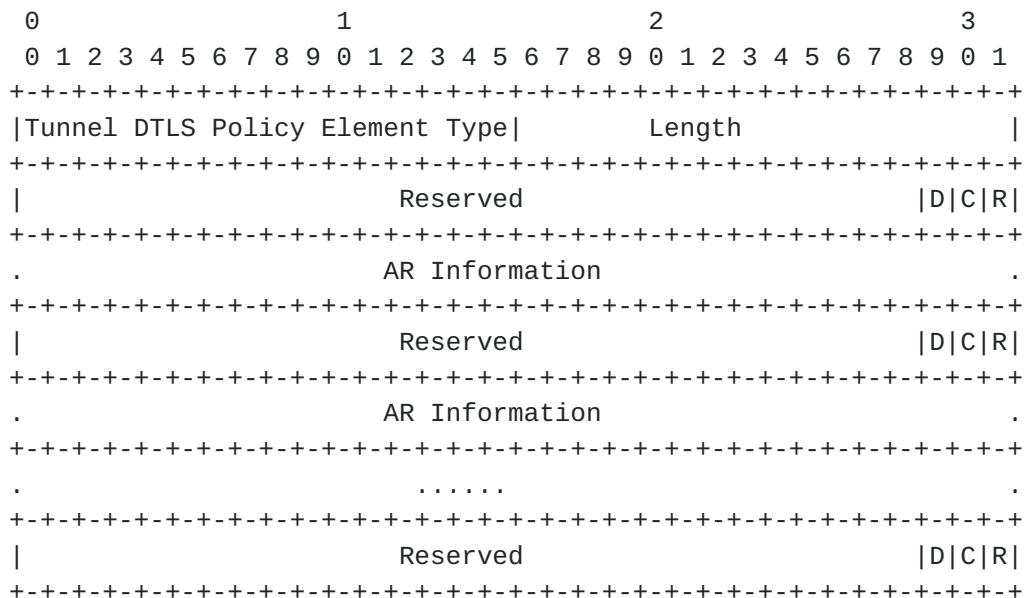 0                   1                   2                   3
 0 1 2 3 4 5 6 7 8 9 0 1 2 3 4 5 6 7 8 9 0 1 2 3 4 5 6 7 8 9 0 1
+-+-+-+-+-+-+-+-+-+-+-+-+-+-+-+-+-+-+-+-+-+-+-+-+-+-+-+-+-+-+-+-+
|Tunnel DTLS Policy Element Type|        Length                 |
+-+-+-+-+-+-+-+-+-+-+-+-+-+-+-+-+-+-+-+-+-+-+-+-+-+-+-+-+-+-+-+-+
|                        Reserved                         |D|C|R|
+-+-+-+-+-+-+-+-+-+-+-+-+-+-+-+-+-+-+-+-+-+-+-+-+-+-+-+-+-+-+-+-+
.                       AR Information                          .
+-+-+-+-+-+-+-+-+-+-+-+-+-+-+-+-+-+-+-+-+-+-+-+-+-+-+-+-+-+-+-+-+
|                        Reserved                         |D|C|R|
+-+-+-+-+-+-+-+-+-+-+-+-+-+-+-+-+-+-+-+-+-+-+-+-+-+-+-+-+-+-+-+-+
.                       AR Information                          .
+-+-+-+-+-+-+-+-+-+-+-+-+-+-+-+-+-+-+-+-+-+-+-+-+-+-+-+-+-+-+-+-+
.                         ......                                .
+-+-+-+-+-+-+-+-+-+-+-+-+-+-+-+-+-+-+-+-+-+-+-+-+-+-+-+-+-+-+-+-+
|                        Reserved                         |D|C|R|
+-+-+-+-+-+-+-+-+-+-+-+-+-+-+-+-+-+-+-+-+-+-+-+-+-+-+-+-+-+-+-+-+